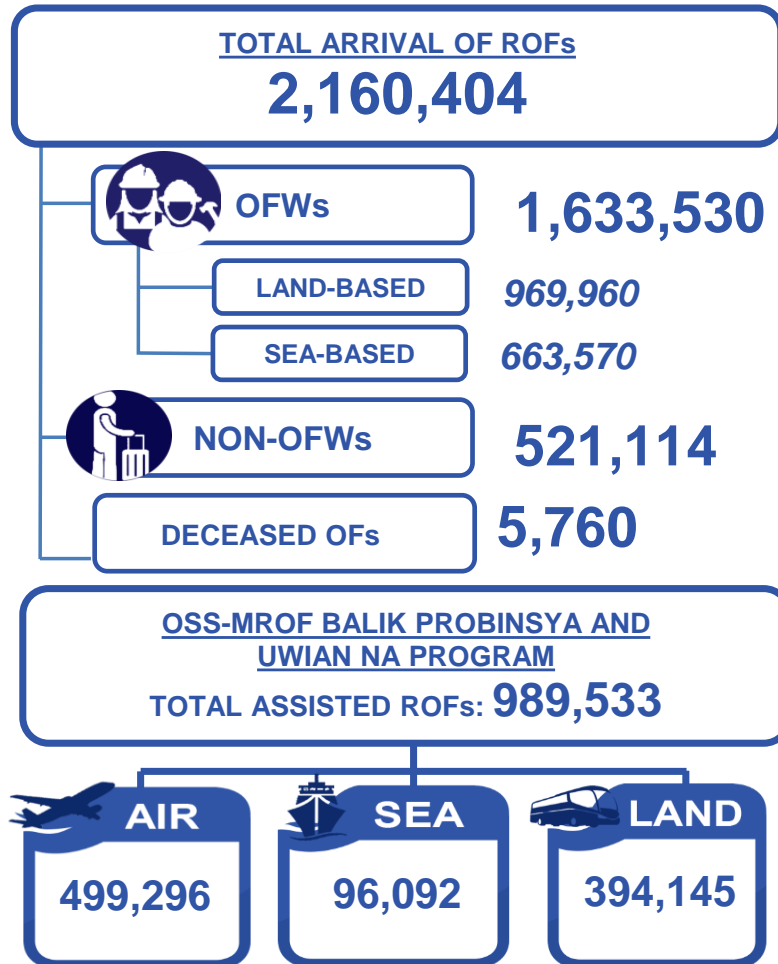 TOTAL ARRIVAL OF ROFs
2,160,404
OFWs 1,633,530
LAND-BASED 969,960
SEA-BASED 663,570
NON-OFWs 521,114
DECEASED OFs 5,760
OSS-MROF BALIK PROBINSYA AND
UWIAN NA PROGRAM
TOTAL ASSISTED ROFs: 989,533
AIR
499,296
SEA
96,092
LAND
394,145